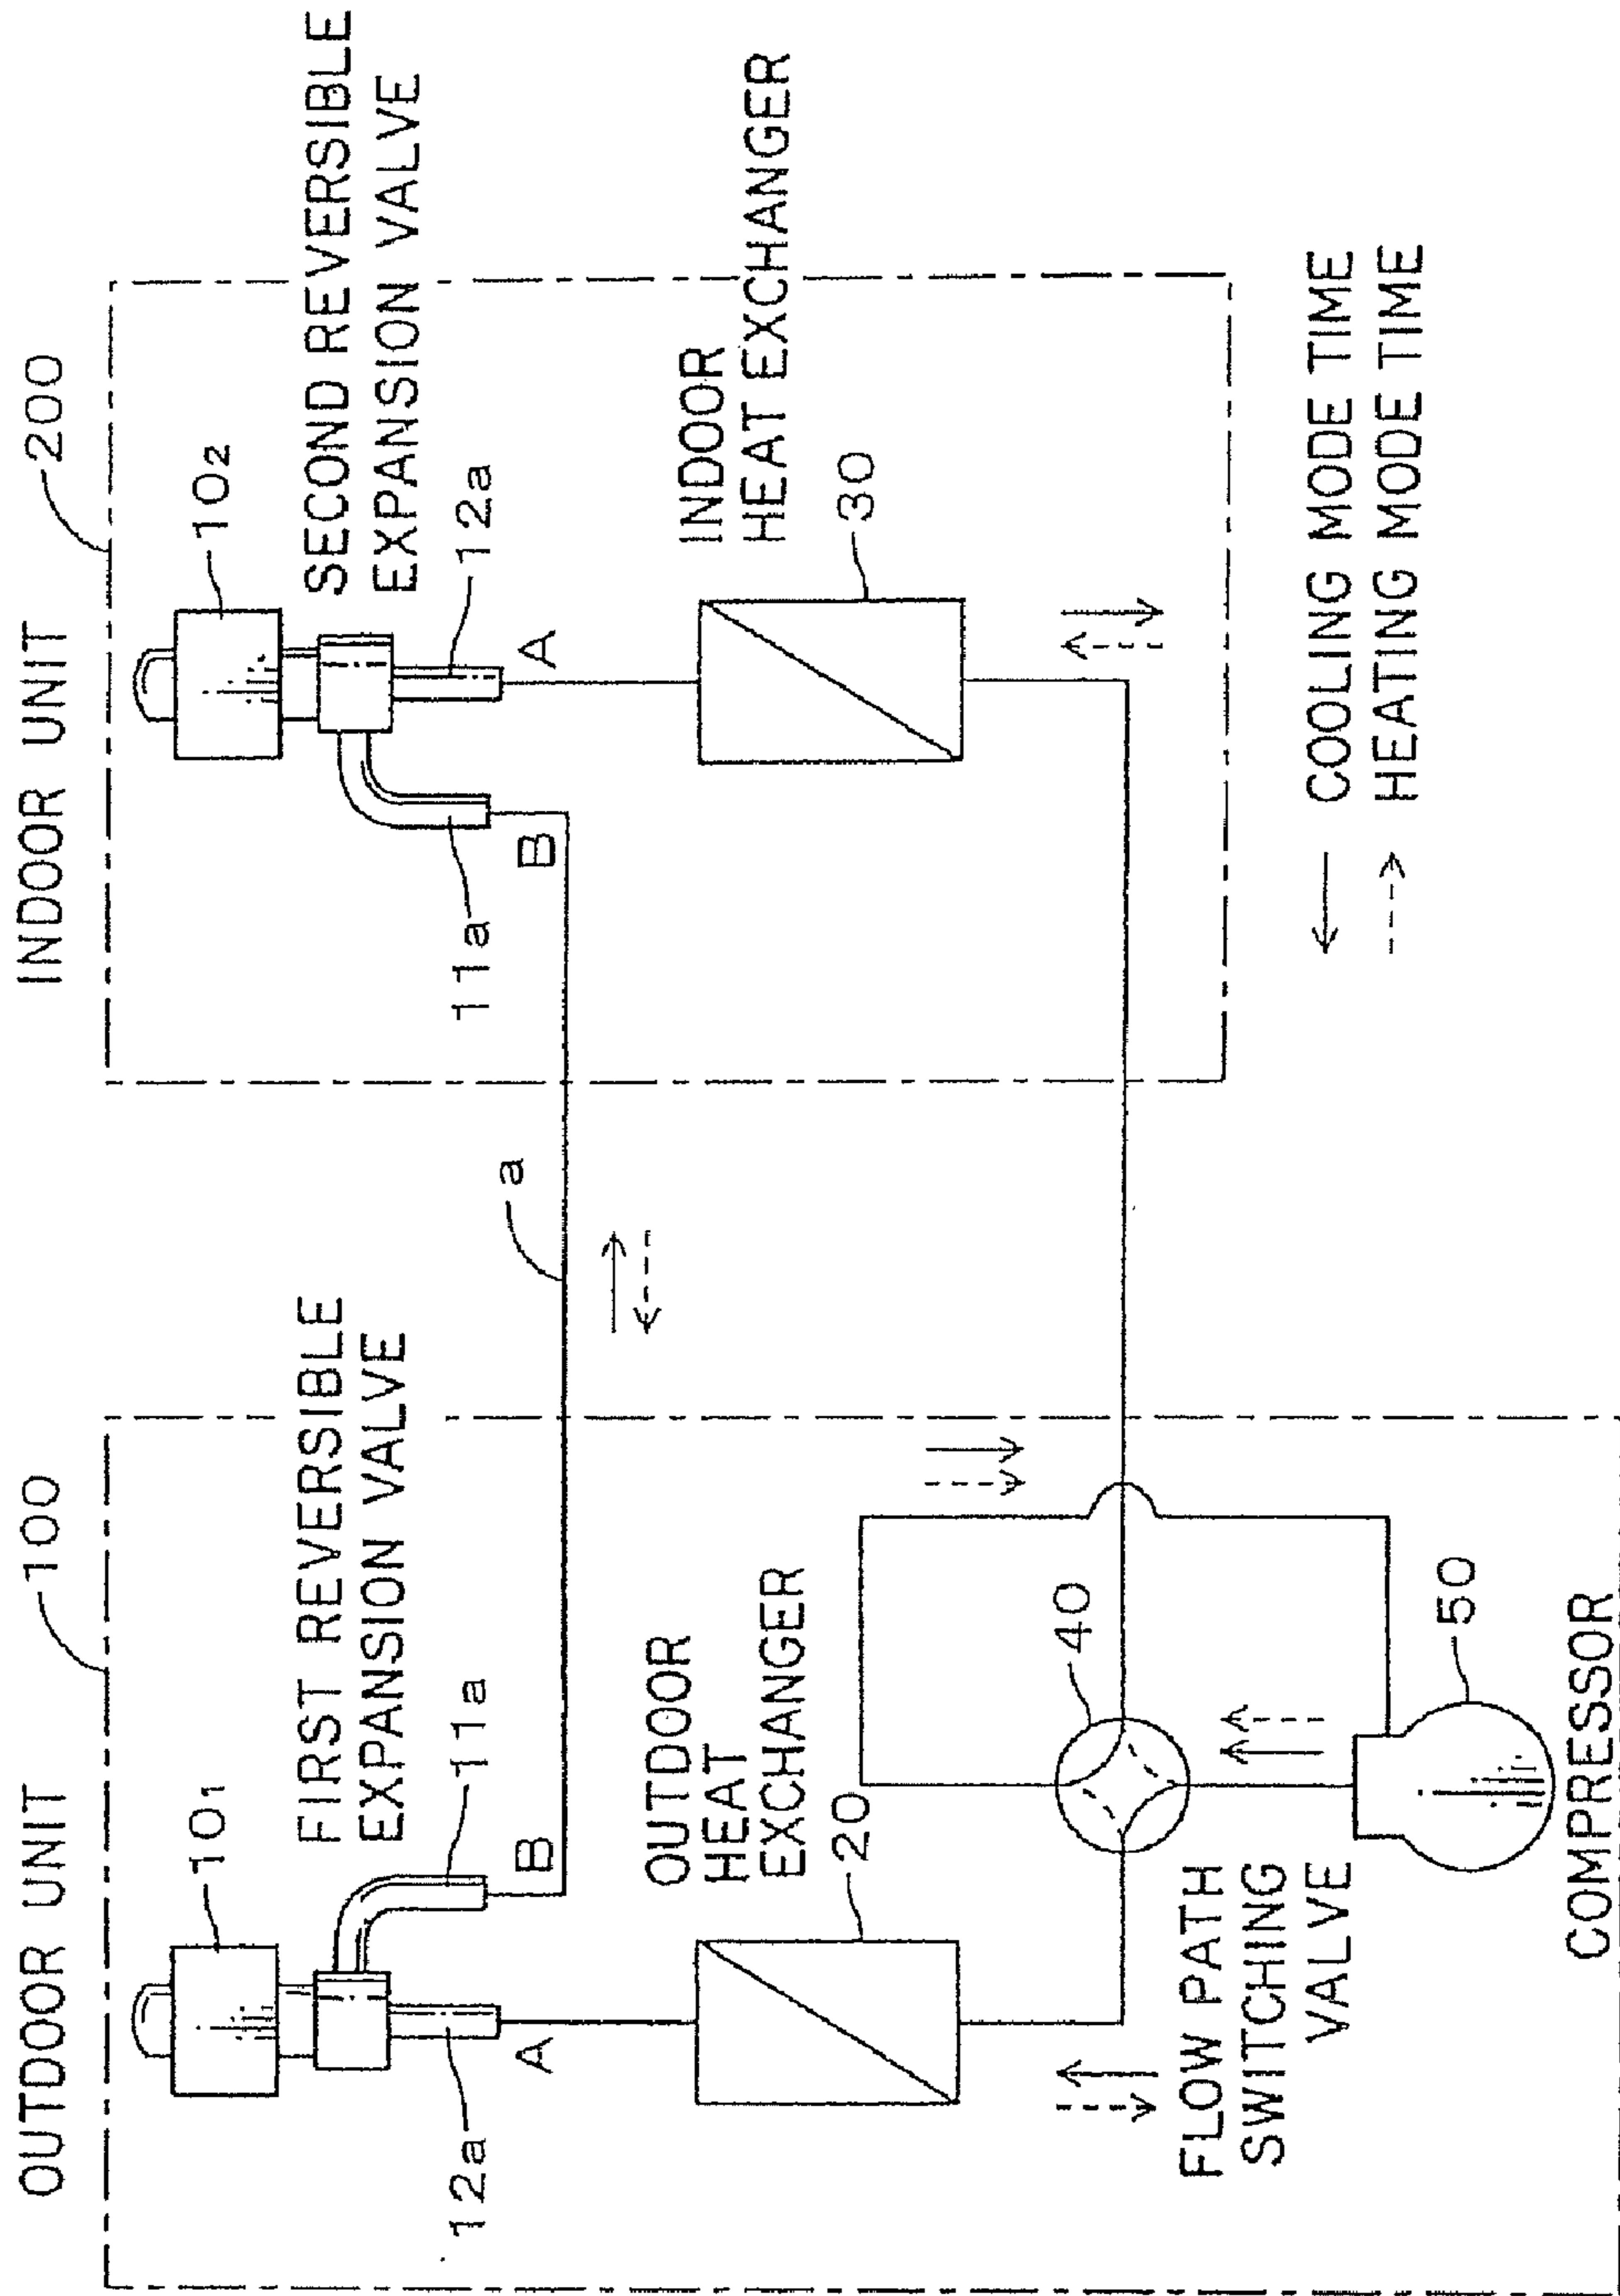 OUTDOOR UNIT
100
INDOOR UNIT
200
10₁
FIRST REVERSIBLE
EXPANSION VALVE
12a
11a
A
B
a
10₂
SECOND REVERSIBLE
EXPANSION VALVE
11a
12a
B
A
OUTDOOR
HEAT
EXCHANGER
20
INDOOR
HEAT EXCHANGER
30
40
FLOW PATH
SWITCHING
VALVE
50
COMPRESSOR
COOLING MODE TIME
HEATING MODE TIME